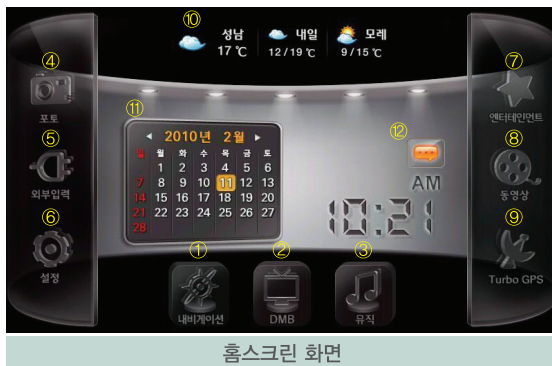 ⑩
성남 내일 모레
17 ℃ 12 / 19 ℃ 9 / 15 ℃
④ ⑦
포토 엔터테인먼트
⑪
⑫
◀ 2010년 2월 ▶
⑤ ⑧
일 월 화 수 목 금 토
1 2 3 4 5 6
7 8 9 10 11 12 13
14 15 16 17 18 19 20
21 22 23 24 25 26 27
28
외부입력 동영상
AM
10:21
⑥ ⑨
설정 Turbo GPS
① ② ③
내비게이션 DMB 뮤직
홈스크린 화면